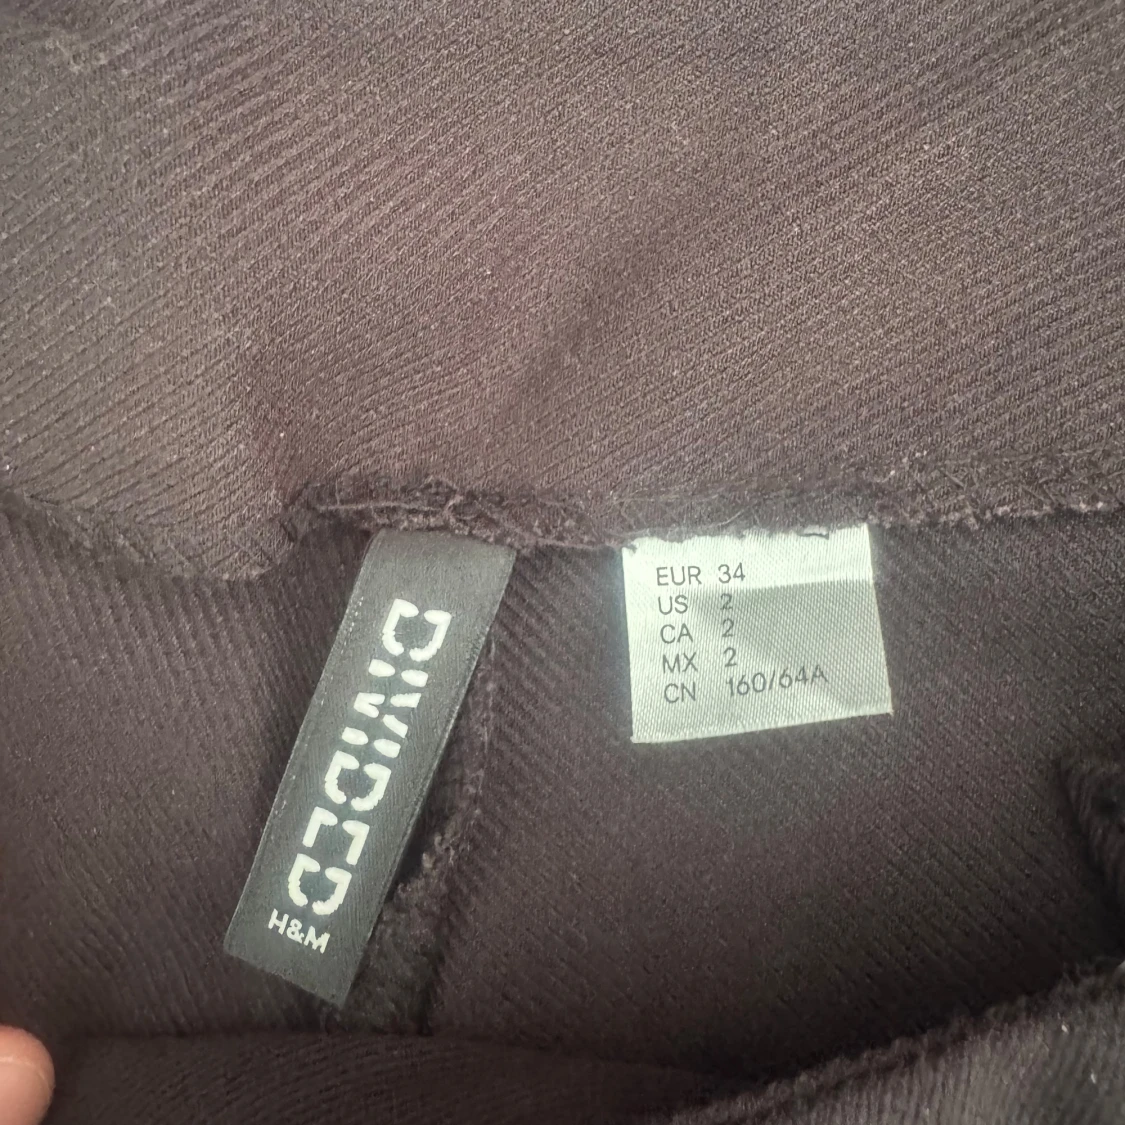 DIVIDED
H&M
EUR 34
US 2
CA 2
MX 2
CN 160/64A